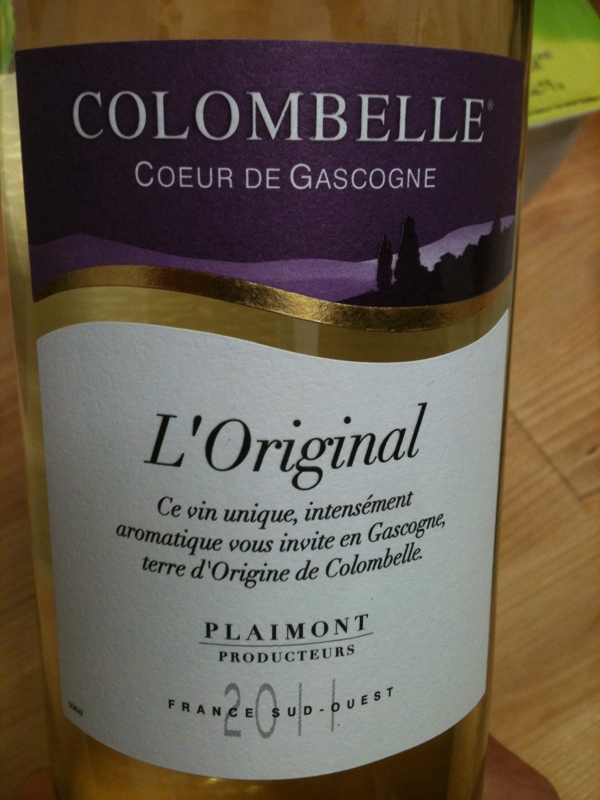 COLOMBELLE®
COEUR DE GASCOGNE
L'Original
Ce vin unique, intensément
aromatique vous invite en Gascogne,
terre d'Origine de Colombelle.
PLAIMONT
PRODUCTEURS
2011
FRANCE SUD-OUEST